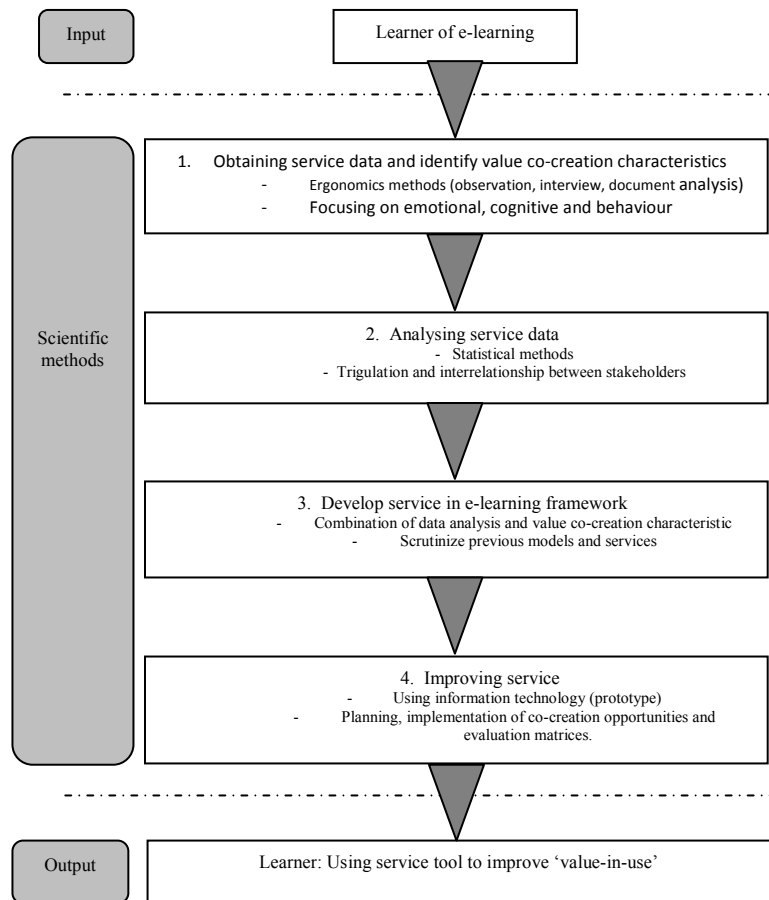 Input
Learner of e-learning
Scientific
methods
1. Obtaining service data and identify value co-creation characteristics
- Ergonomics methods (observation, interview, document analysis)
- Focusing on emotional, cognitive and behaviour
2. Analysing service data
- Statistical methods
- Trigulation and interrelationship between stakeholders
3. Develop service in e-learning framework
- Combination of data analysis and value co-creation characteristic
- Scrutinize previous models and services
4. Improving service
- Using information technology (prototype)
- Planning, implementation of co-creation opportunities and
evaluation matrices.
Output
Learner: Using service tool to improve ‘value-in-use’